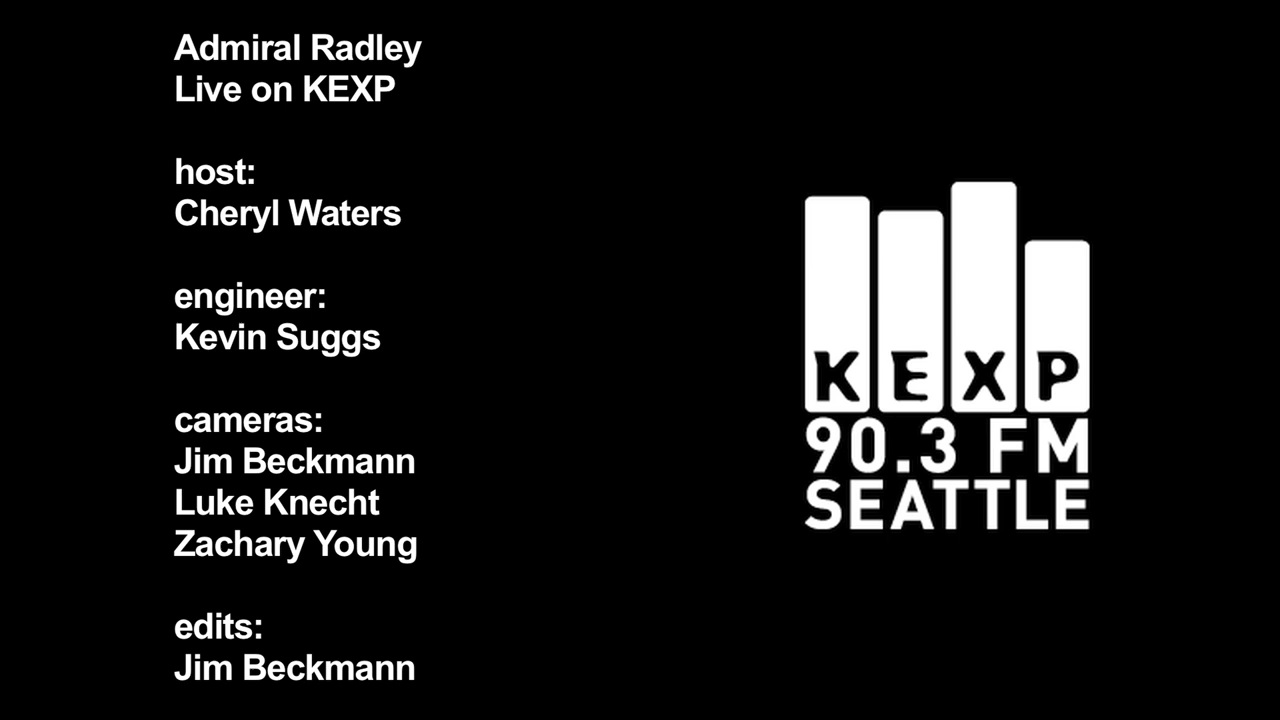 Admiral Radley
Live on KEXP
host:
Cheryl Waters
engineer:
Kevin Suggs
cameras:
Jim Beckmann
Luke Knecht
Zachary Young
edits:
Jim Beckmann
KEXP
90.3 FM
SEATTLE